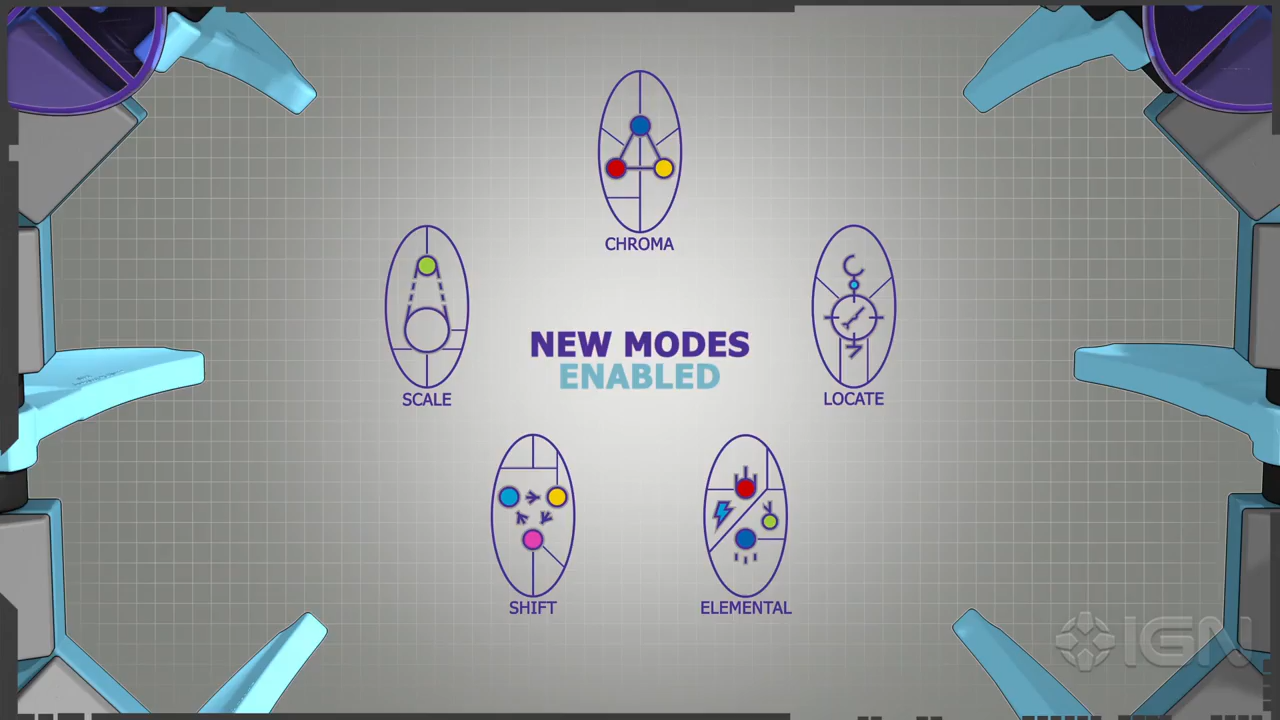 CHROMA
SCALE
LOCATE
NEW MODES
ENABLED
SHIFT
ELEMENTAL
IGN